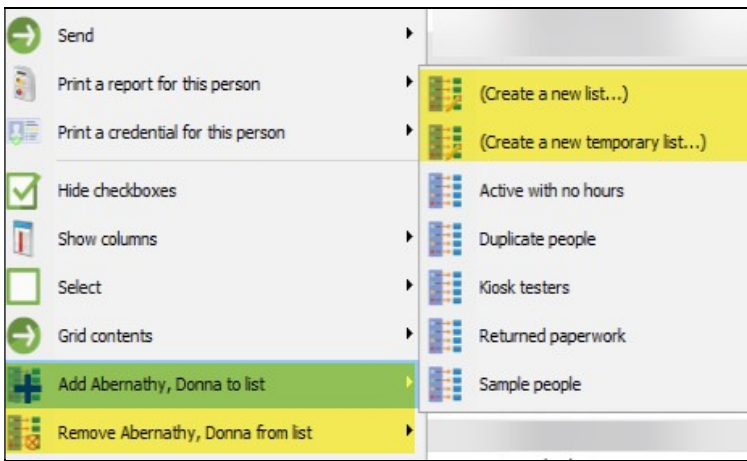 Send
Print a report for this person
Print a credential for this person
Hide checkboxes
Show columns
Select
Grid contents
Add Abernathy, Donna to list
Remove Abernathy, Donna from list
(Create a new list...)
(Create a new temporary list...)
Active with no hours
Duplicate people
Kiosk testers
Returned paperwork
Sample people